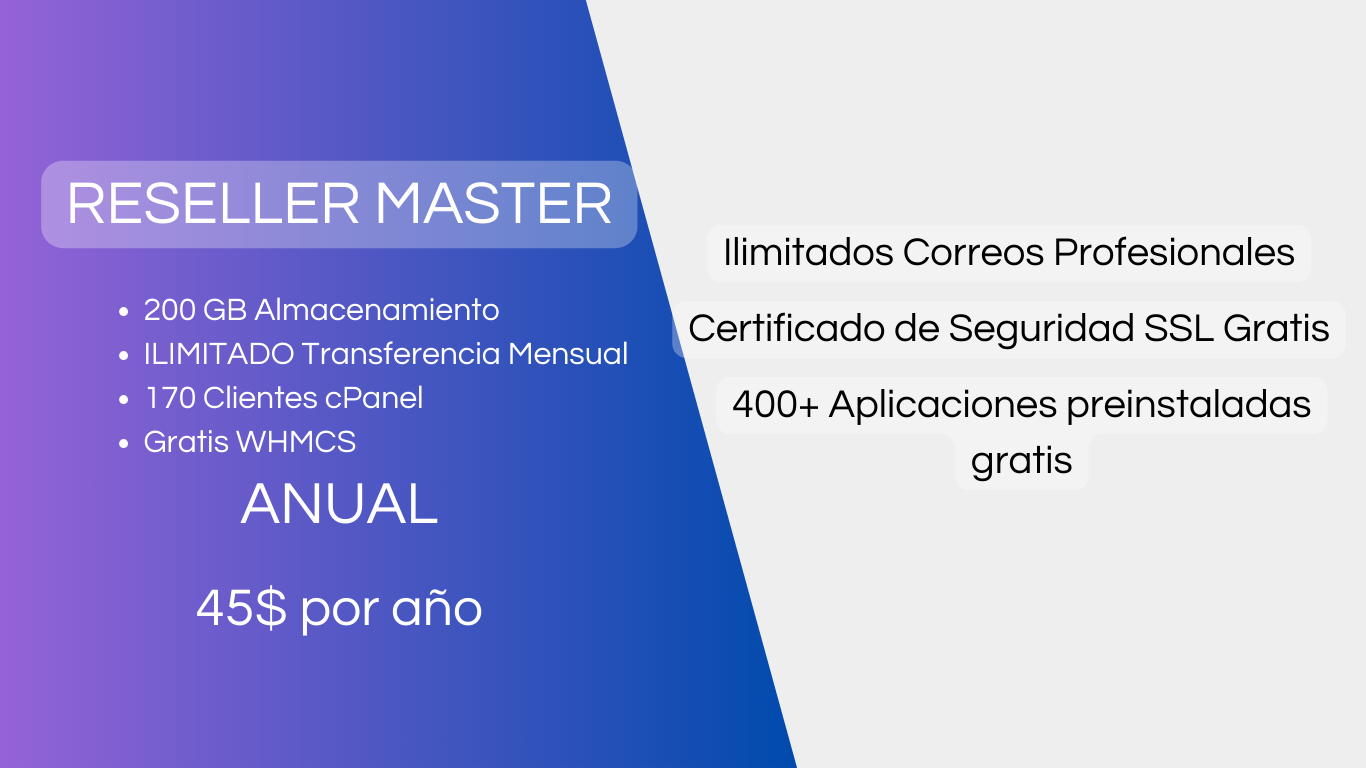 RESELLER MASTER
200 GB Almacenamiento
ILIMITADO Transferencia Mensual
170 Clientes cPanel
Gratis WHMCS
ANUAL
45$ por año
Ilimitados Correos Profesionales
Certificado de Seguridad SSL Gratis
400+ Aplicaciones preinstaladas
gratis